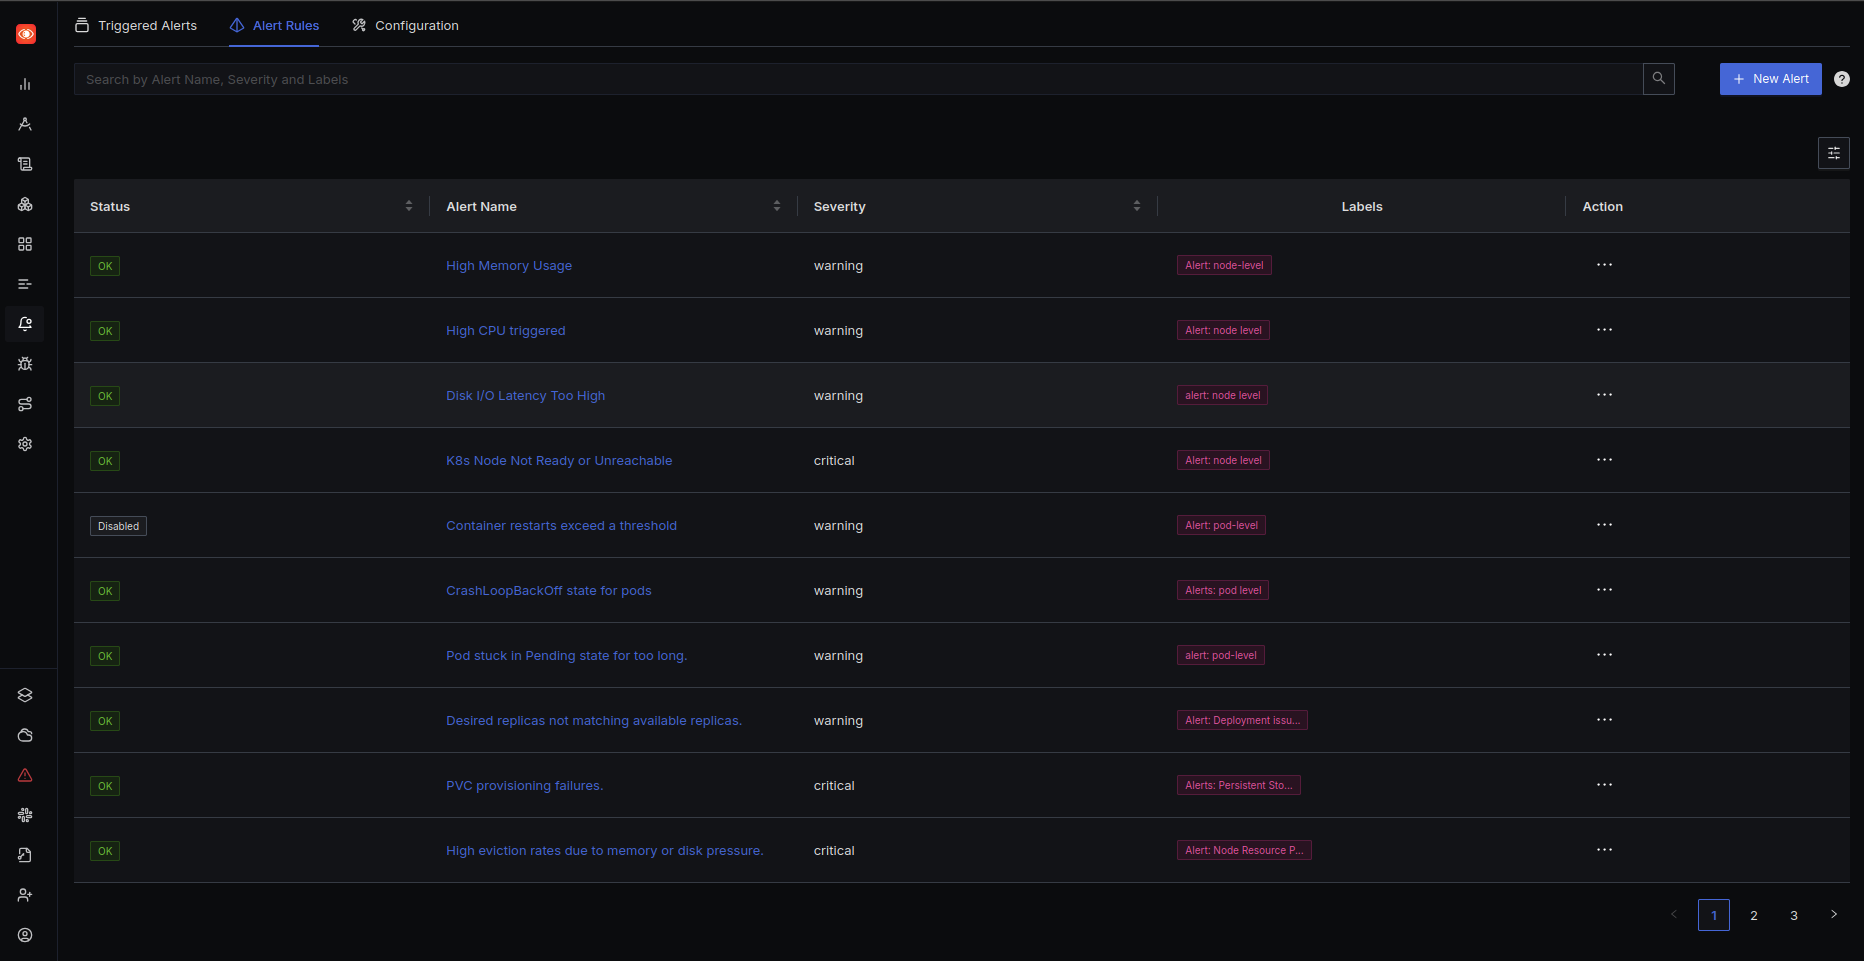 Triggered Alerts Alert Rules Configuration
Search by Alert Name, Severity and Labels
+ New Alert ?
Status Alert Name Severity Labels Action
OK High Memory Usage warning Alert: node-level ...
OK High CPU triggered warning Alert: node level ...
OK Disk I/O Latency Too High warning alert: node level ...
OK K8s Node Not Ready or Unreachable critical Alert: node level ...
Disabled Container restarts exceed a threshold warning Alert: pod-level ...
OK CrashLoopBackOff state for pods warning Alerts: pod level ...
OK Pod stuck in Pending state for too long. warning alert: pod-level ...
OK Desired replicas not matching available replicas. warning Alert: Deployment issu... ...
OK PVC provisioning failures. critical Alerts: Persistent Sto... ...
OK High eviction rates due to memory or disk pressure. critical Alert: Node Resource P... ...
< 1 2 3 >